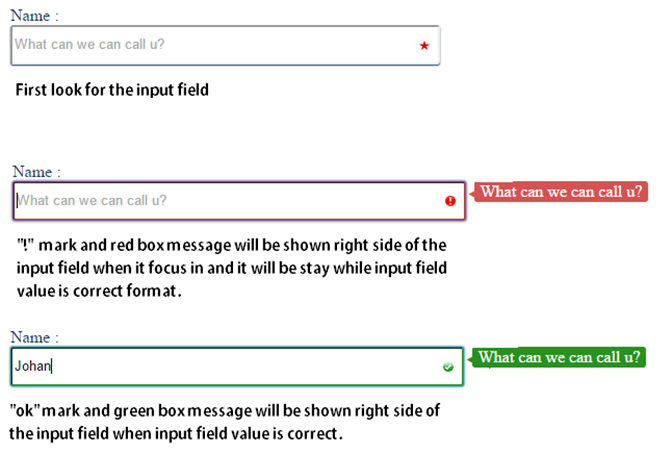 Name :
What can we can call u?
First look for the input field
Name :
What can we can call u?
What can we can call u?
"!" mark and red box message will be shown right side of the
input field when it focus in and it will be stay while input field
value is correct format.
Name :
Johan
What can we can call u?
"ok"mark and green box message will be shown right side of
the input field when input field value is correct.